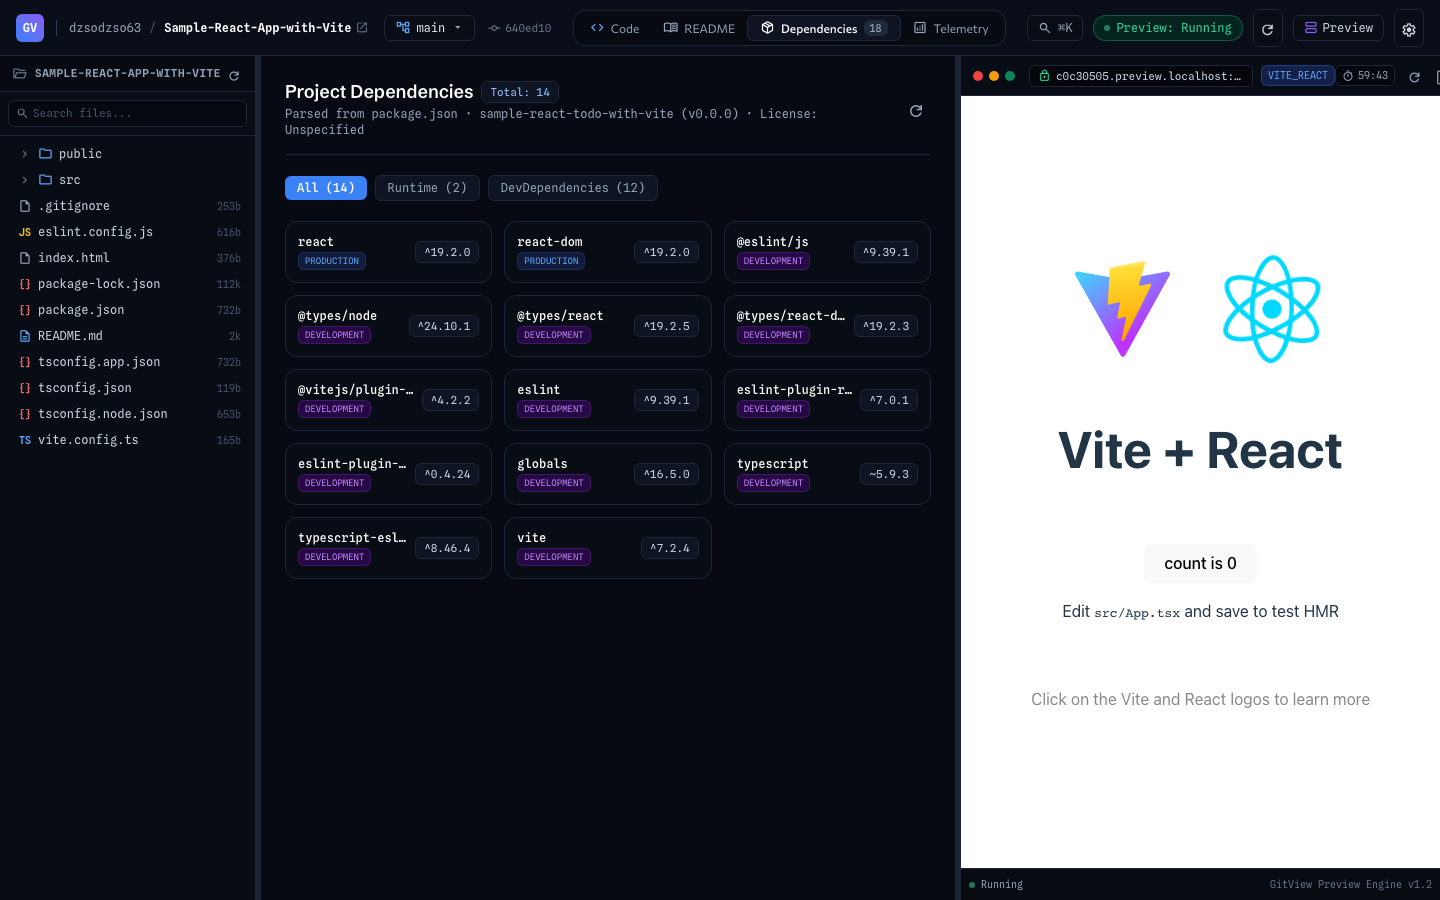 GV dzsodzso63 / Sample-React-App-with-Vite main 640ed10 Code README Dependencies 18 Telemetry ⌘K Preview: Running Preview
SAMPLE-REACT-APP-WITH-VITE
Search files...
public
src
.gitignore 253b
JS eslint.config.js 616b
index.html 376b
{} package-lock.json 112k
{} package.json 732b
README.md 2k
{} tsconfig.app.json 732b
{} tsconfig.json 119b
{} tsconfig.node.json 653b
TS vite.config.ts 165b
Project Dependencies Total: 14
Parsed from package.json • sample-react-todo-with-vite (v0.0.0) • License:
Unspecified
All (14) Runtime (2) DevDependencies (12)
react
PRODUCTION
^19.2.0
react-dom
PRODUCTION
^19.2.0
@eslint/js
DEVELOPMENT
^9.39.1
@types/node
DEVELOPMENT
^24.10.1
@types/react
DEVELOPMENT
^19.2.5
@types/react-d…
DEVELOPMENT
^19.2.3
@vitejs/plugin-…
DEVELOPMENT
^4.2.2
eslint
DEVELOPMENT
^9.39.1
eslint-plugin-r…
DEVELOPMENT
^7.0.1
eslint-plugin-…
DEVELOPMENT
^0.4.24
globals
DEVELOPMENT
^16.5.0
typescript
DEVELOPMENT
~5.9.3
typescript-esl…
DEVELOPMENT
^8.46.4
vite
DEVELOPMENT
^7.2.4
c0c30505.preview.localhost:… VITE_REACT 59:43
Vite + React
count is 0
Edit src/App.tsx and save to test HMR
Click on the Vite and React logos to learn more
Running GitView Preview Engine v1.2